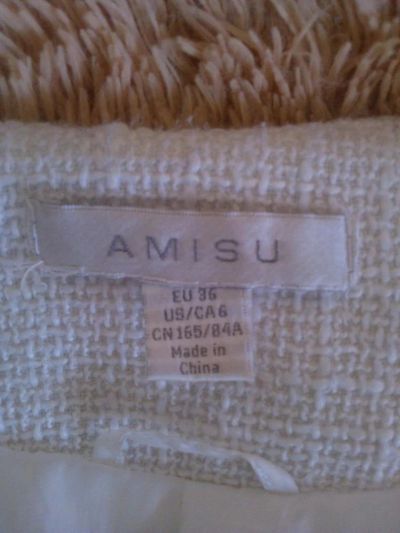 AMISU
EU 36
US/CA 6
CN 165/84A
Made in
China